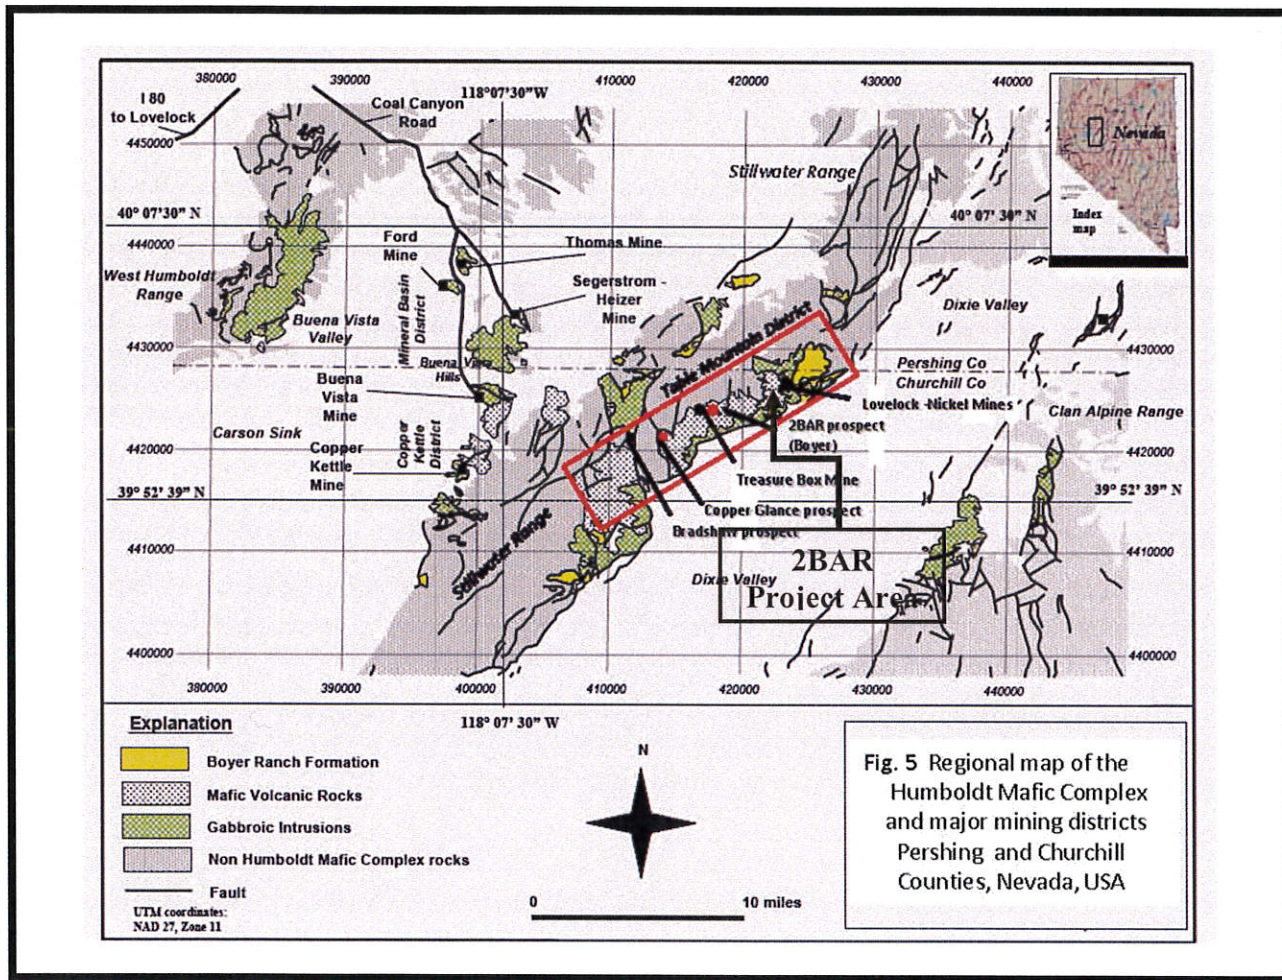 380000
390000
410000
420000
430000
440000
118°07'30"W
I 80
to Lovelock
Coal Canyon
Road
4450000
Nevada
Index
map
Stillwater Range
40° 07'30" N
40° 07' 30" N
4440000
Ford
Mine
Thomas Mine
West Humboldt
Range
Segerstrom -
Heizer
Mine
Mineral Basin
District
Dixie Valley
Buena Vista
Valley
4430000
4430000
Table Mountain District
Buena Vista
Hills
Pershing Co
Churchill Co
Buena
Vista
Mine
Lovelock -Nickel Mines
Clan Alpine Range
Carson Sink
Copper
Kettle
District
2BAR prospect
(Boyer)
4420000
4420000
Copper
Kettle
Mine
Treasure Box Mine
39° 52' 39" N
39° 52' 39" N
Copper Glance prospect
Bradshaw prospect
4410000
4410000
Stillwater Range
Dixie Valley
2BAR
Project Area
4400000
4400000
380000
390000
400000
410000
420000
430000
440000
118° 07' 30" W
Explanation
Boyer Ranch Formation
Mafic Volcanic Rocks
Gabbroic Intrusions
Non Humboldt Mafic Complex rocks
Fault
UTM coordinates:
NAD 27, Zone 11
N
0
10 miles
Fig. 5 Regional map of the
Humboldt Mafic Complex
and major mining districts
Pershing and Churchill
Counties, Nevada, USA